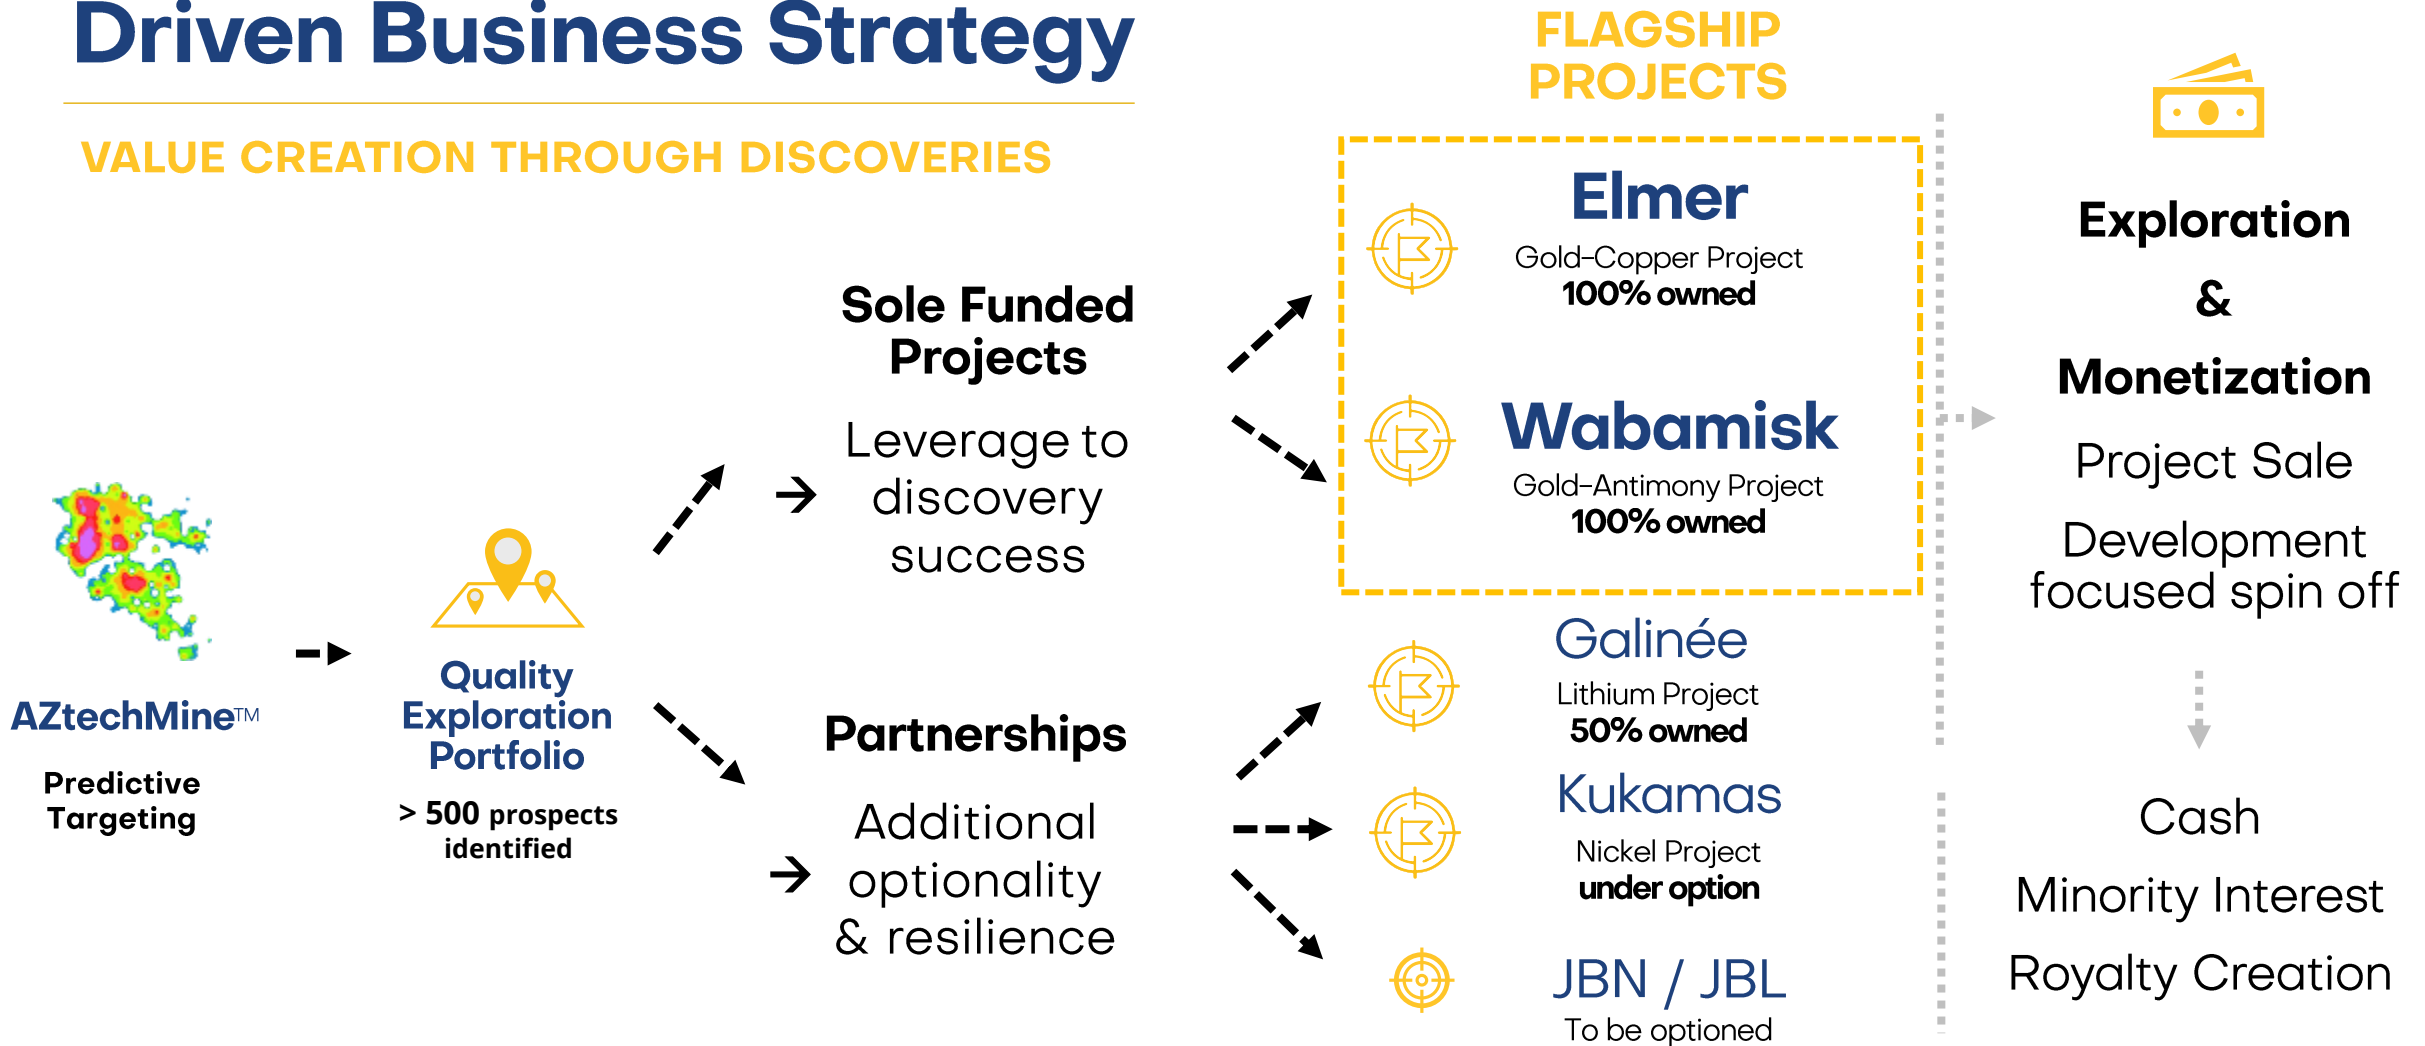 Driven Business Strategy
VALUE CREATION THROUGH DISCOVERIES
AZtechMine™
Predictive
Targeting
Quality
Exploration
Portfolio
> 500 prospects
identified
Sole Funded
Projects
→ Leverage to
discovery
success
Partnerships
Additional
→ optionality
& resilience
FLAGSHIP
PROJECTS
Elmer
Gold-Copper Project
100% owned
Wabamisk
Gold-Antimony Project
100% owned
Galinée
Lithium Project
50% owned
Kukamas
Nickel Project
under option
JBN / JBL
To be optioned
Exploration
&
Monetization
Project Sale
Development
focused spin off
Cash
Minority Interest
Royalty Creation